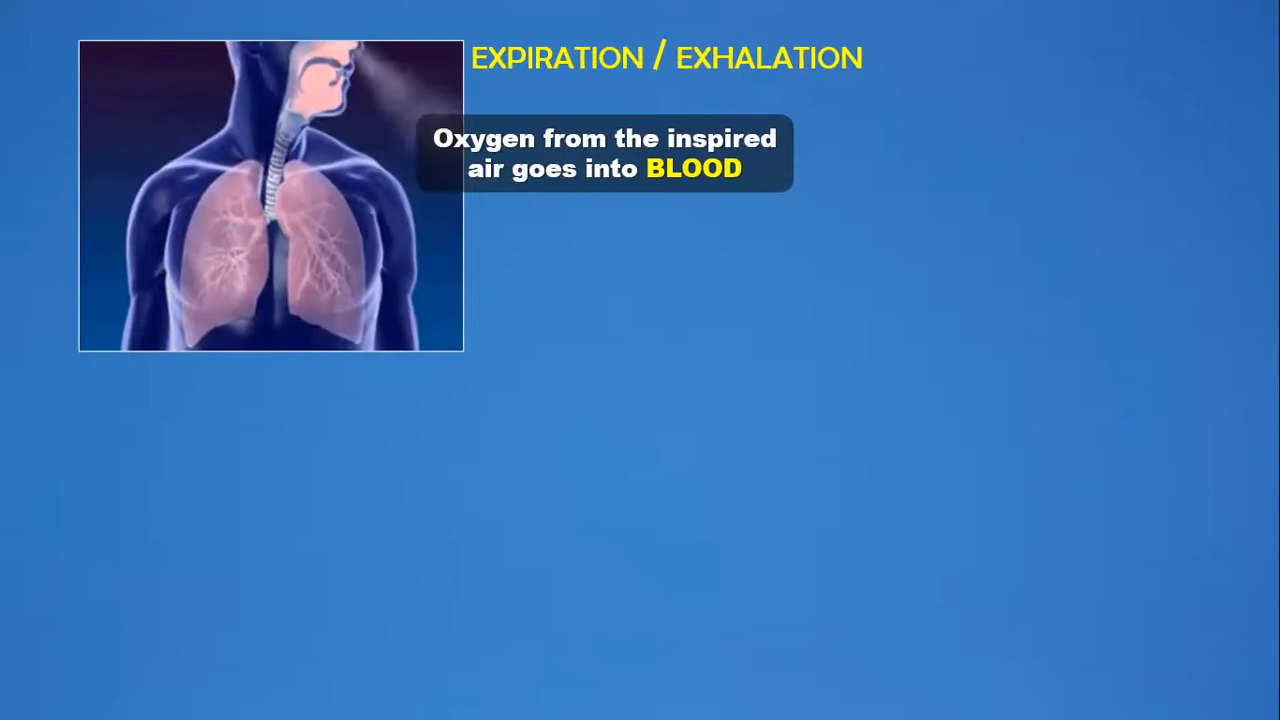 EXPIRATION / EXHALATION
Oxygen from the inspired
air goes into BLOOD